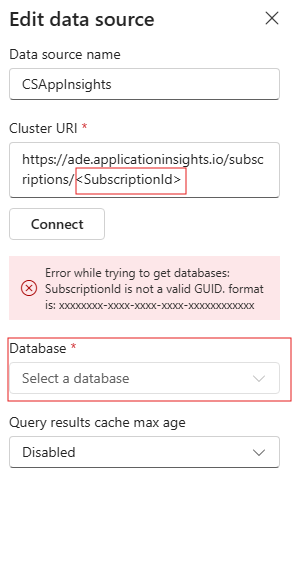 Edit data source
Data source name
CSAppInsights
Cluster URI *
https://ade.applicationinsights.io/subsc
riptions/<SubscriptionId>
Connect
Error while trying to get databases:
SubscriptionId is not a valid GUID. format
is: xxxxxxxx-xxxx-xxxx-xxxx-xxxxxxxxxxxx
Database *
Select a database
Query results cache max age
Disabled